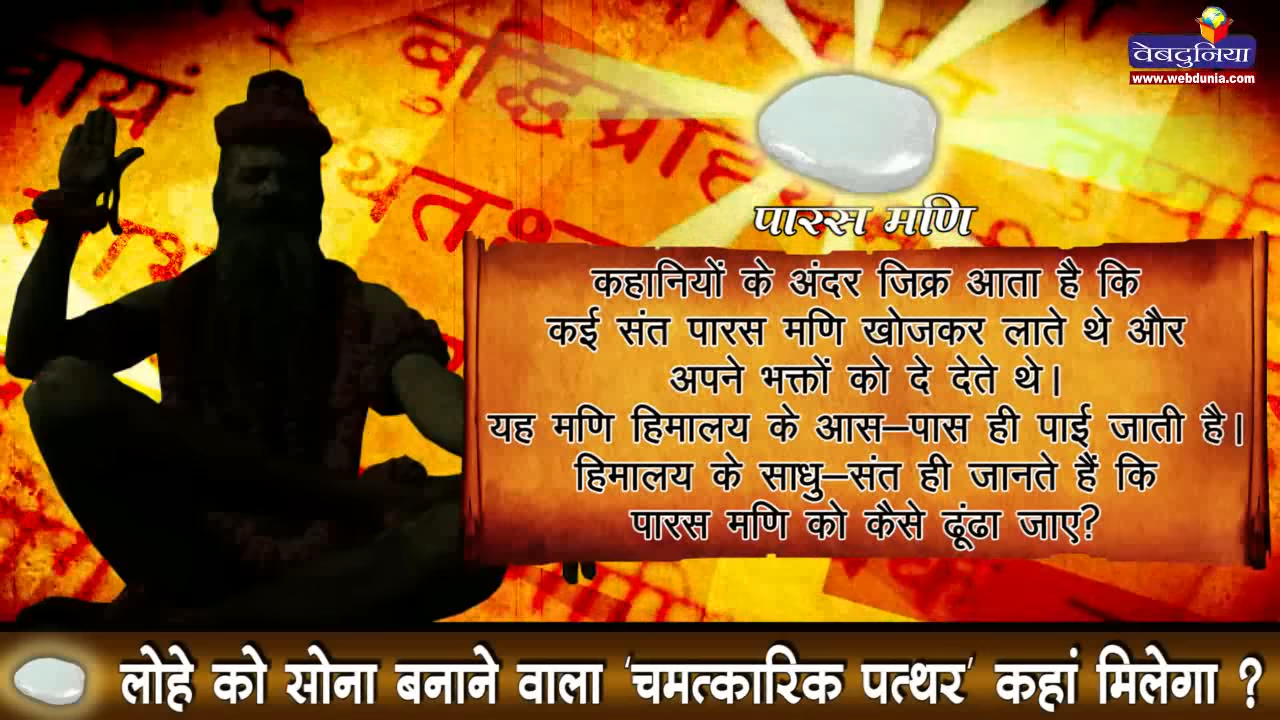 वेबदुनिया
www.webdunia.com
पारस मणि
कहानियों के अंदर जिक्र आता है कि
कई संत पारस मणि खोजकर लाते थे और
अपने भक्तों को दे देते थे।
यह मणि हिमालय के आस–पास ही पाई जाती है।
हिमालय के साधु–संत ही जानते हैं कि
पारस मणि को कैसे ढूंढा जाए?
लोहे को सोना बनाने वाला 'चमत्कारिक पत्थर' कहां मिलेगा ?